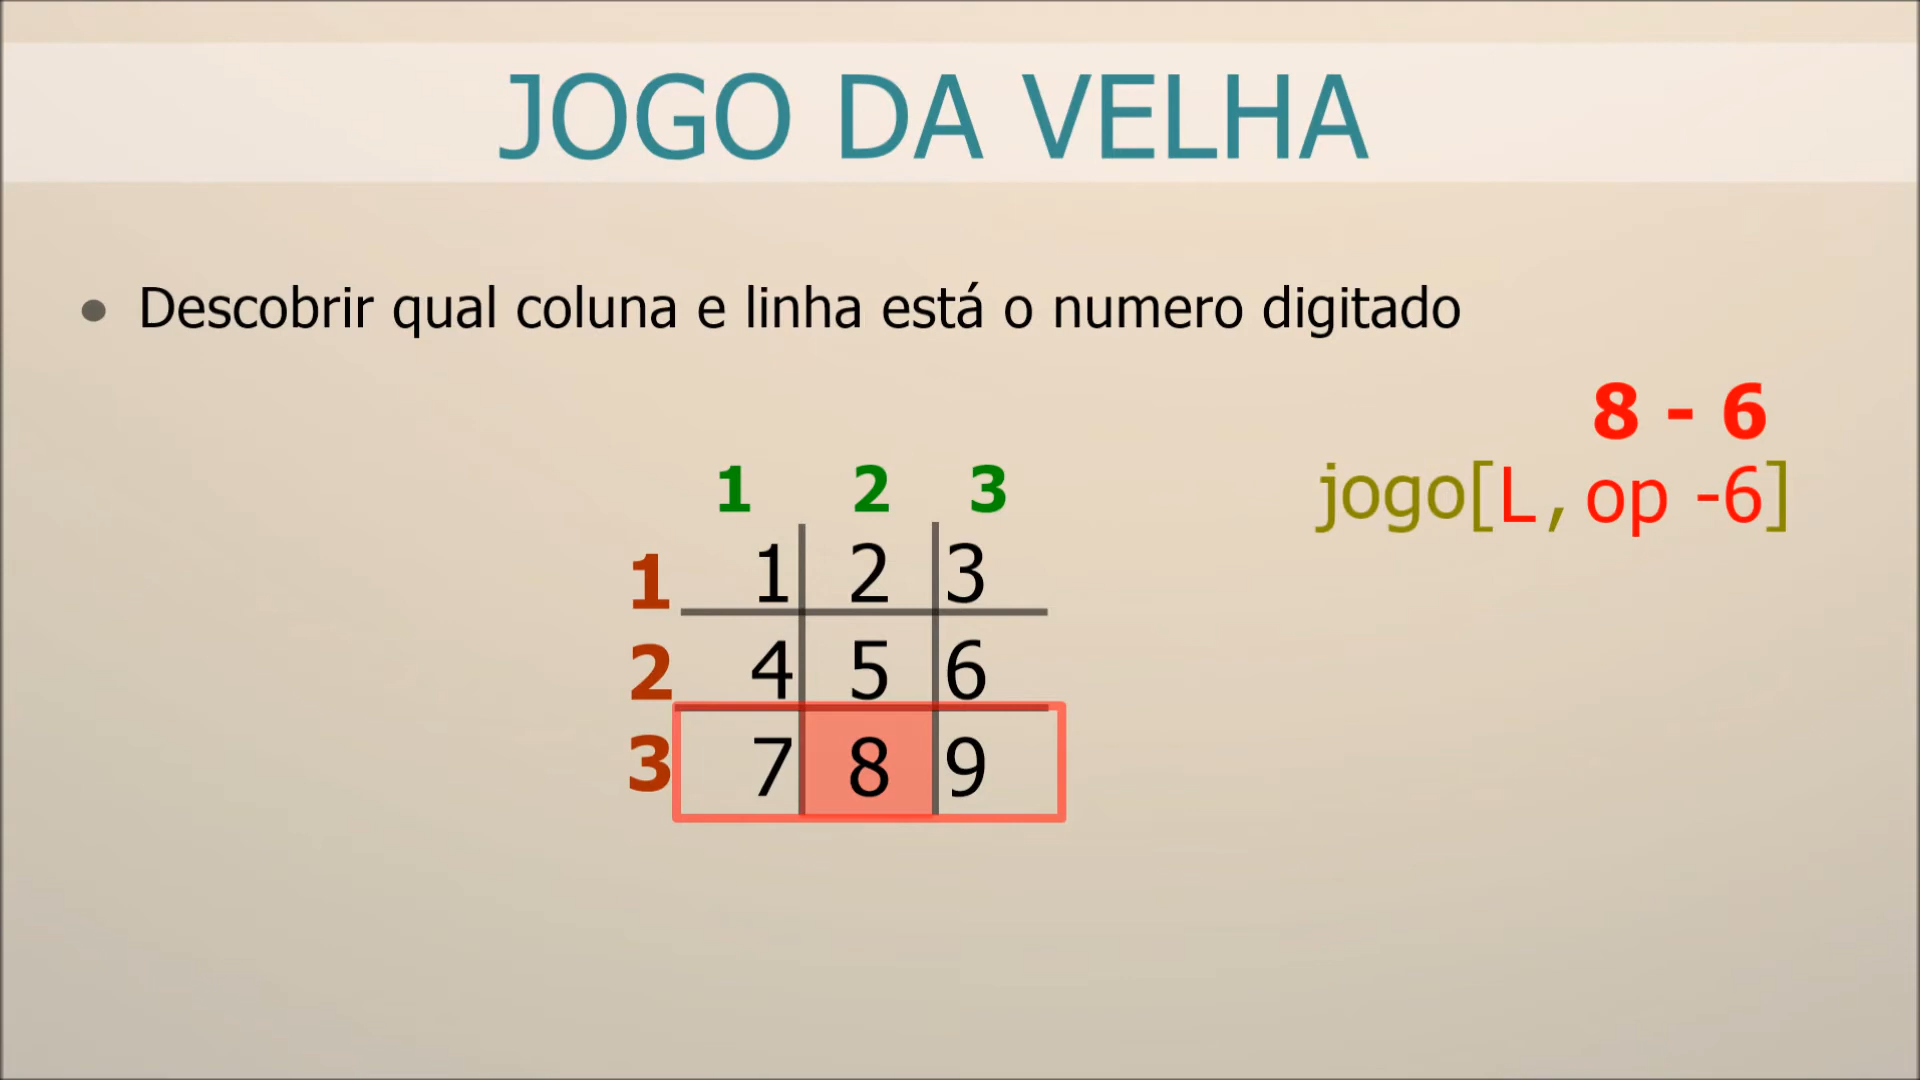 JOGO DA VELHA
• Descobrir qual coluna e linha está o numero digitado
8 - 6
jogo[L, op -6]
1 2 3
1 1 2 3
2 4 5 6
3 7 8 9